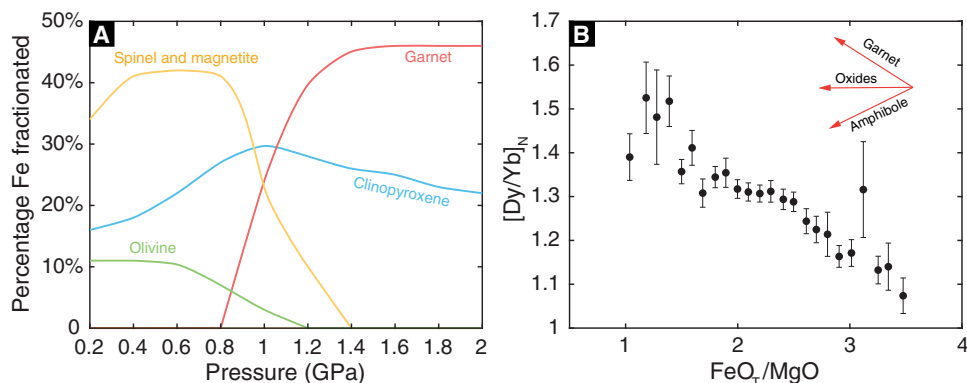 A
50%
40%
30%
20%
10%
0
Percentage Fe fractionated
Spinel and magnetite
Garnet
Clinopyroxene
Olivine
0.2 0.4 0.6 0.8 1 1.2 1.4 1.6 1.8 2
Pressure (GPa)
B
1.7
1.6
1.5
1.4
1.3
1.2
1.1
1
[Dy/Yb]N
Garnet
Oxides
Amphibole
1 2 3 4
FeOT/MgO